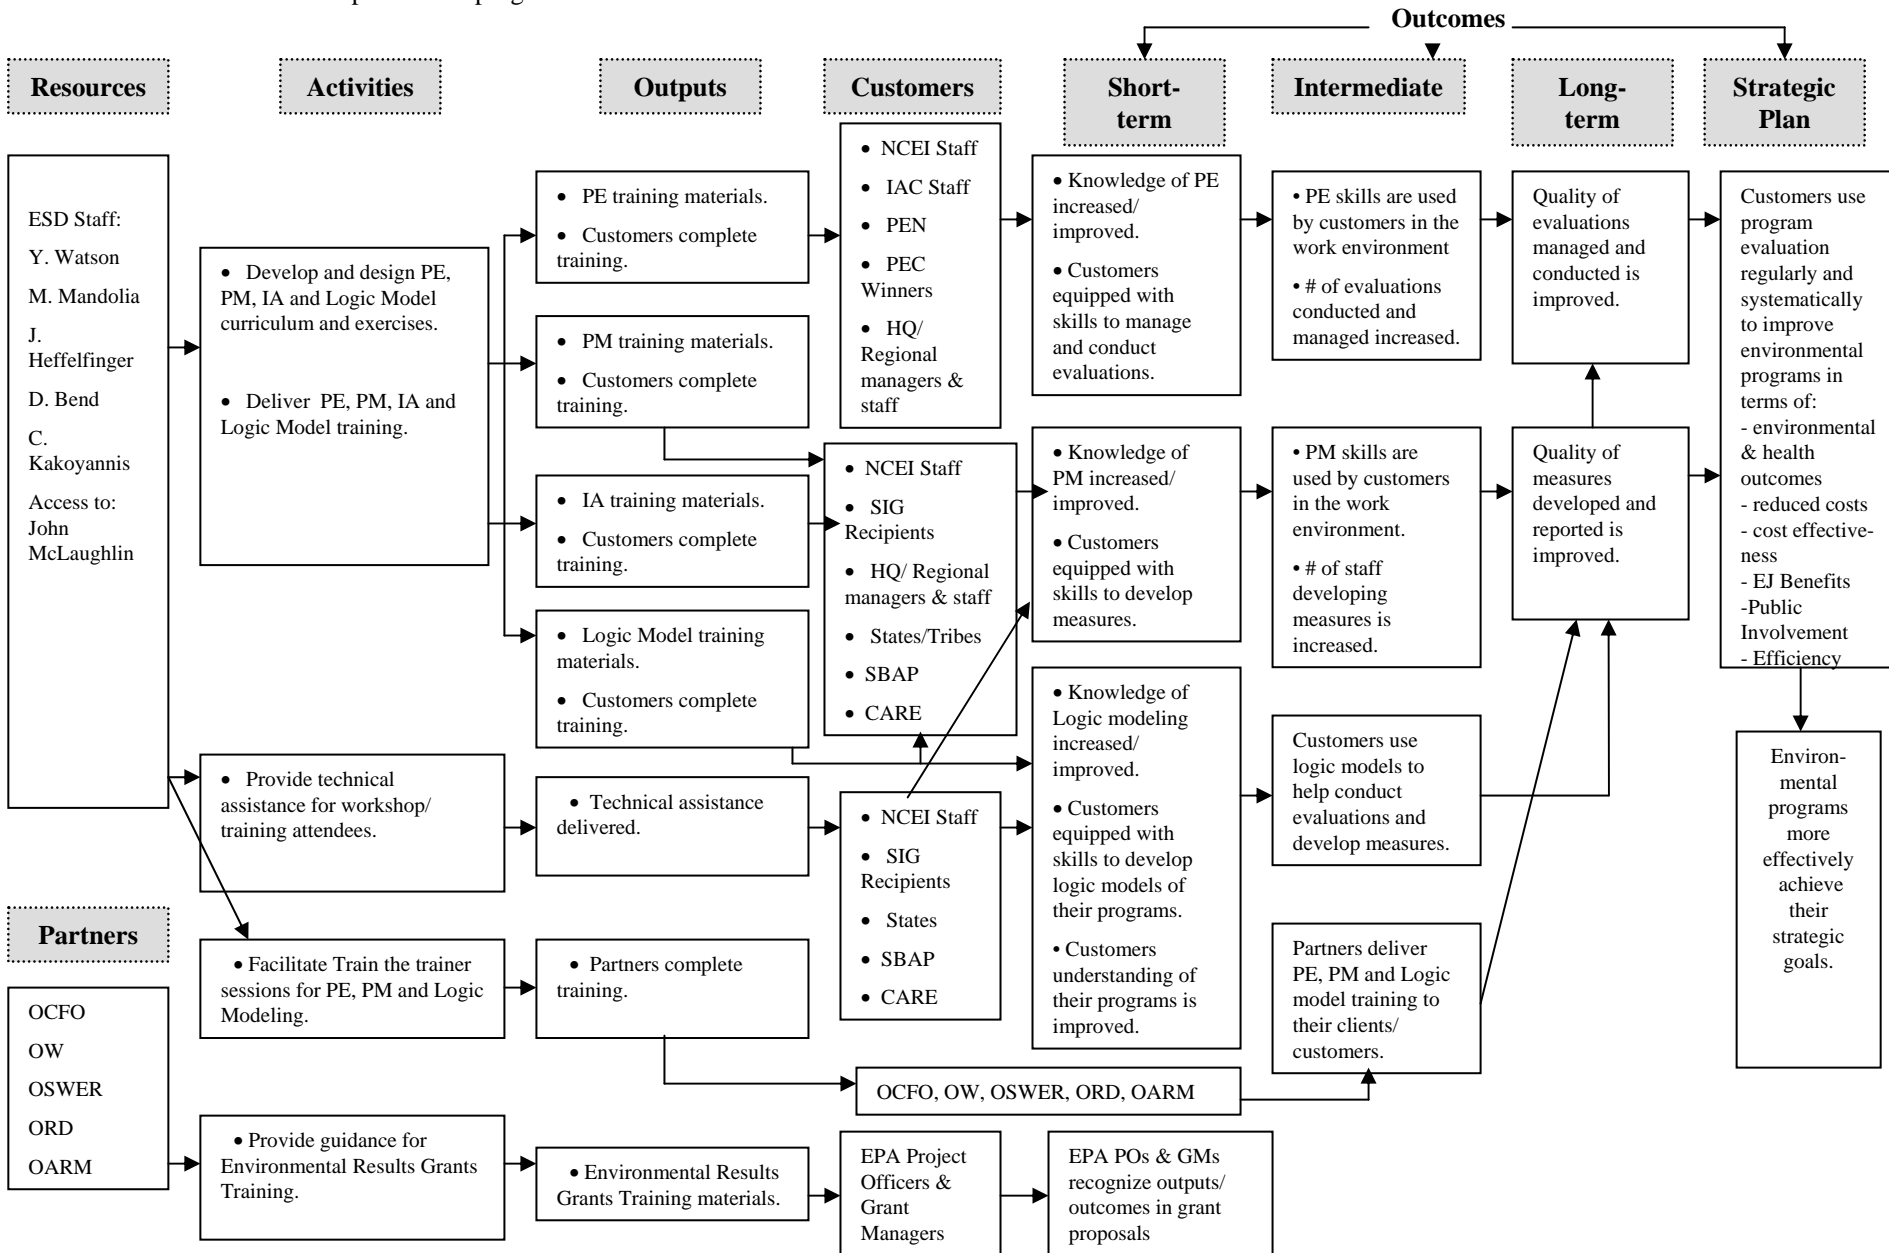 Outcomes
Resources
Activities
Outputs
Customers
Short-
term
Intermediate
Long-
term
Strategic
Plan
ESD Staff:
Y. Watson
M. Mandolia
J.
Heffelfinger
D. Bend
C.
Kakoyannis
Access to:
John
McLaughlin
Partners
OCFO
OW
OSWER
ORD
OARM
• Develop and design PE,
PM, IA and Logic Model
curriculum and exercises.
• Deliver PE, PM, IA and
Logic Model training.
• Provide technical
assistance for workshop/
training attendees.
• Facilitate Train the trainer
sessions for PE, PM and Logic
Modeling.
• Provide guidance for
Environmental Results Grants
Training.
• PE training materials.
• Customers complete
training.
• PM training materials.
• Customers complete
training.
• IA training materials.
• Customers complete
training.
• Logic Model training
materials.
• Customers complete
training.
• Technical assistance
delivered.
• Partners complete
training.
• Environmental Results
Grants Training materials.
• NCEI Staff
• IAC Staff
• PEN
• PEC
Winners
• HQ/
Regional
managers &
staff
• NCEI Staff
• SIG
Recipients
• HQ/ Regional
managers & staff
• States/Tribes
• SBAP
• CARE
• NCEI Staff
• SIG
Recipients
• States
• SBAP
• CARE
OCFO, OW, OSWER, ORD, OARM
EPA Project
Officers &
Grant
Managers
• Knowledge of PE
increased/
improved.
• Customers
equipped with
skills to manage
and conduct
evaluations.
• Knowledge of
PM increased/
improved.
• Customers
equipped with
skills to develop
measures.
• Knowledge of
Logic modeling
increased/
improved.
• Customers
equipped with
skills to develop
logic models of
their programs.
• Customers
understanding of
their programs is
improved.
EPA POs & GMs
recognize outputs/
outcomes in grant
proposals
• PE skills are used
by customers in the
work environment
• # of evaluations
conducted and
managed increased.
• PM skills are
used by customers
in the work
environment.
• # of staff
developing
measures is
increased.
Customers use
logic models to
help conduct
evaluations and
develop measures.
Partners deliver
PE, PM and Logic
model training to
their clients/
customers.
Quality of
evaluations
managed and
conducted is
improved.
Quality of
measures
developed and
reported is
improved.
Customers use
program
evaluation
regularly and
systematically
to improve
environmental
programs in
terms of:
- environmental
& health
outcomes
- reduced costs
- cost effective-
ness
- EJ Benefits
-Public
Involvement
- Efficiency
Environ-
mental
programs
more
effectively
achieve
their
strategic
goals.